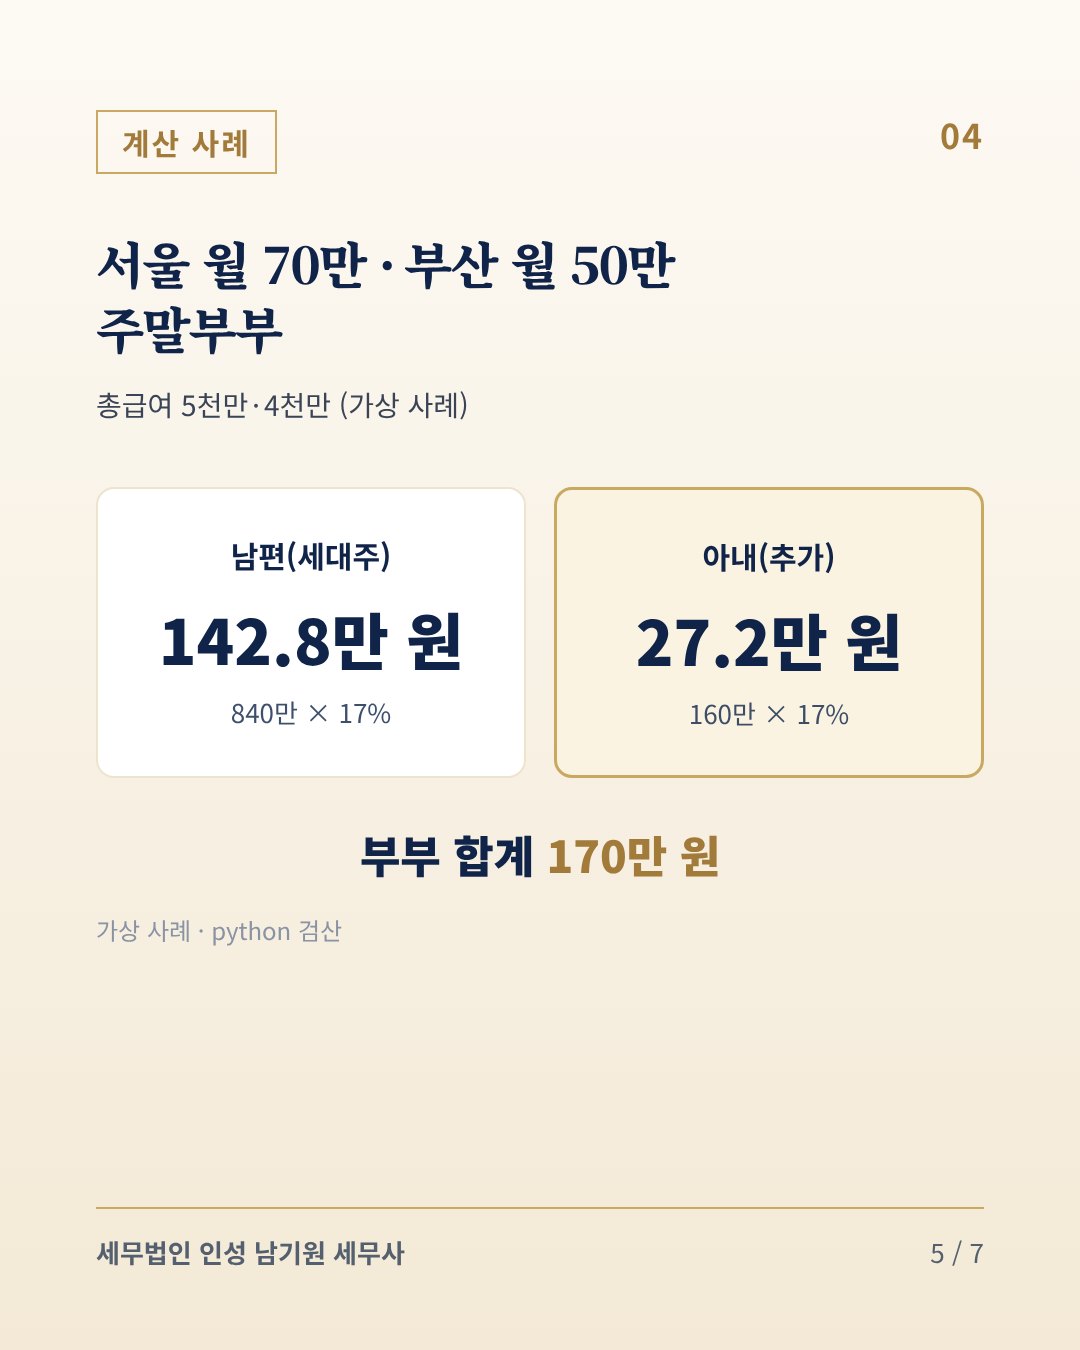 계산 사례
04
서울 월 70만 · 부산 월 50만
주말부부
총급여 5천만·4천만 (가상 사례)
남편(세대주)
142.8만 원
840만 × 17%
아내(추가)
27.2만 원
160만 × 17%
부부 합계 170만 원
가상 사례 · python 검산
세무법인 인성 남기원 세무사
5 / 7